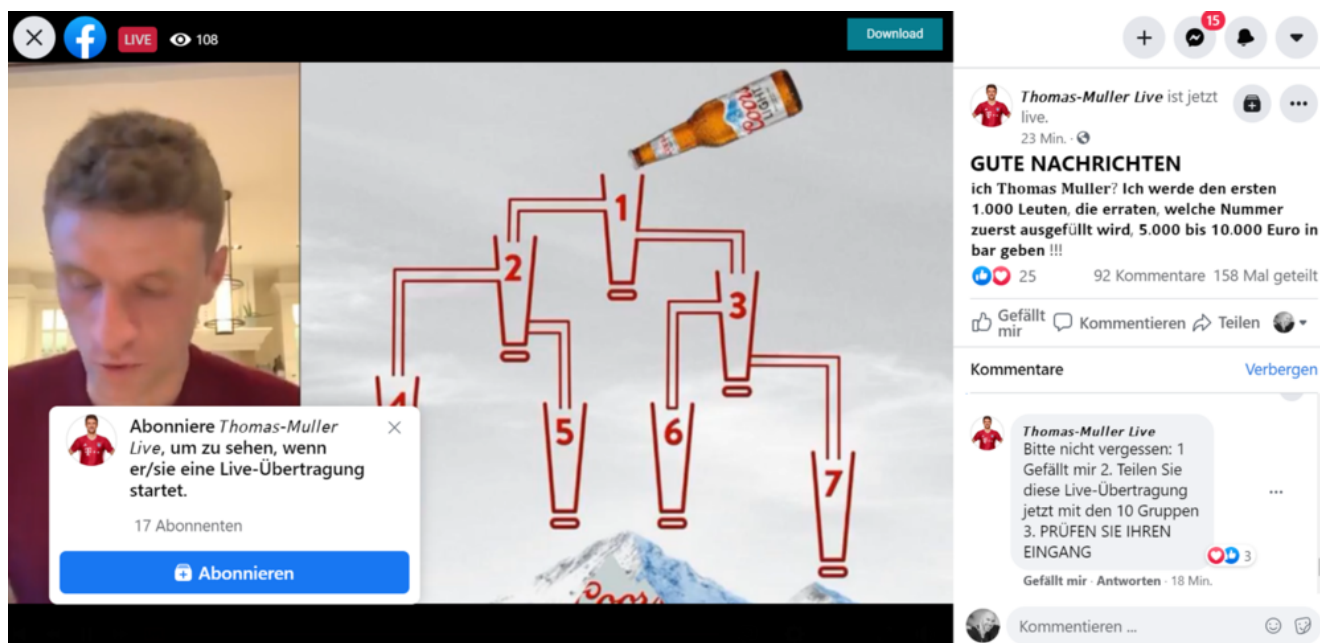 LIVE
108
Download
15
Coors
LIGHT
1
2
3
4
5
6
7
Coors
Abonniere Thomas-Muller
Live, um zu sehen, wenn
er/sie eine Live-Übertragung
startet.
17 Abonnenten
Abonnieren
Thomas-Muller Live ist jetzt
live.
23 Min. ·
GUTE NACHRICHTEN
ich Thomas Muller? Ich werde den ersten
1.000 Leuten, die erraten, welche Nummer
zuerst ausgefüllt wird, 5.000 bis 10.000 Euro in
bar geben !!!
25
92 Kommentare 158 Mal geteilt
Gefällt
mir
Kommentieren
Teilen
Kommentare
Verbergen
Thomas-Muller Live
Bitte nicht vergessen: 1
Gefällt mir 2. Teilen Sie
diese Live-Übertragung
jetzt mit den 10 Gruppen
3. PRÜFEN SIE IHREN
EINGANG
3
Gefällt mir · Antworten · 18 Min.
Kommentieren ...